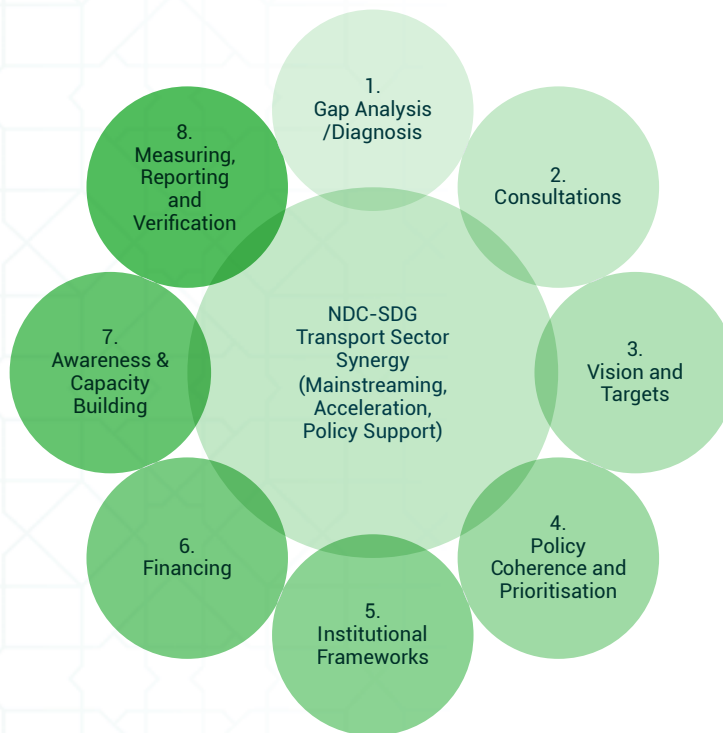 1.
Gap Analysis
/Diagnosis
2.
Consultations
3.
Vision and
Targets
4.
Policy
Coherence and
Prioritisation
5.
Institutional
Frameworks
6.
Financing
7.
Awareness &
Capacity
Building
8.
Measuring,
Reporting
and
Verification
NDC-SDG
Transport Sector
Synergy
(Mainstreaming,
Acceleration,
Policy Support)